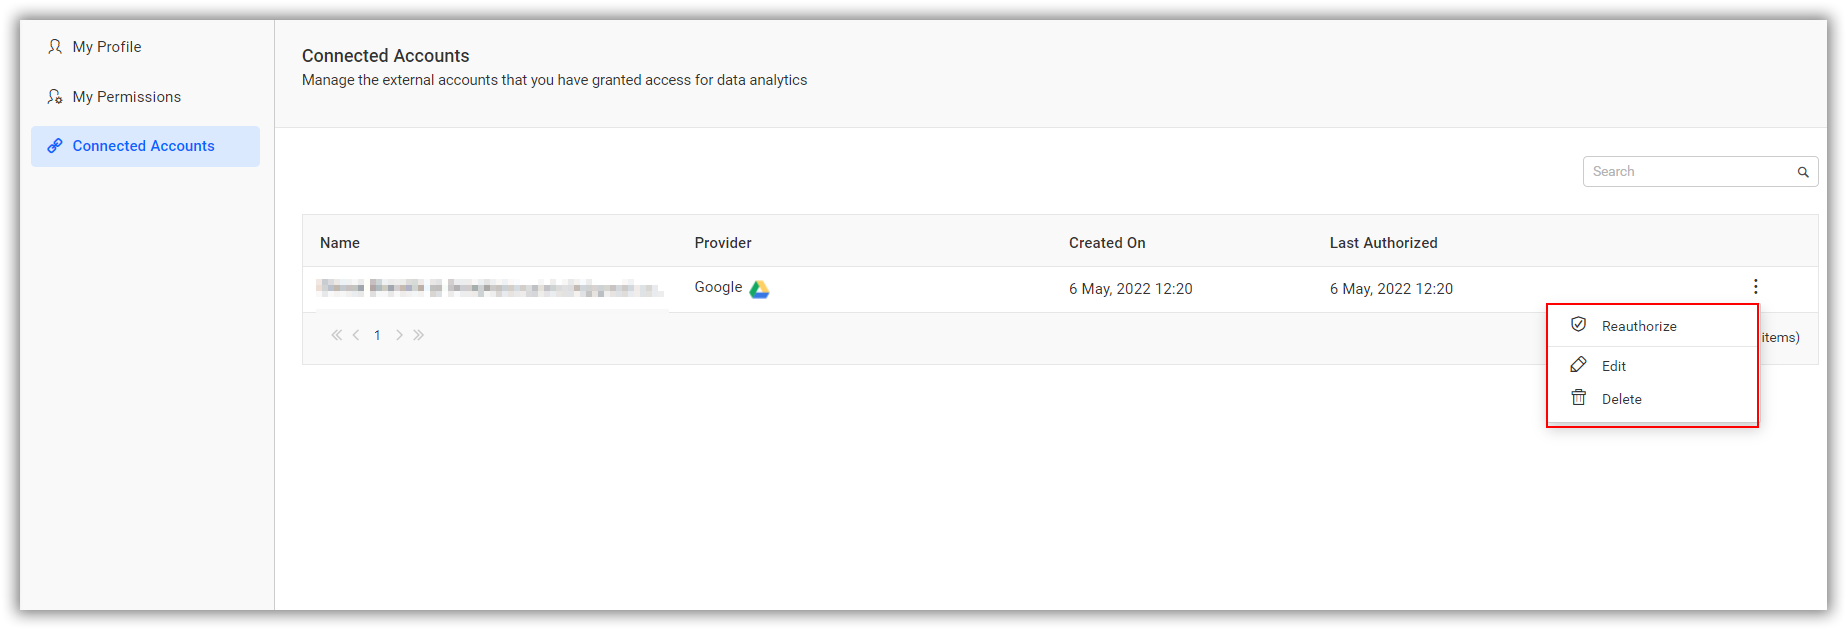 My Profile
My Permissions
Connected Accounts
Connected Accounts
Manage the external accounts that you have granted access for data analytics
Search
Name Provider Created On Last Authorized
Google 6 May, 2022 12:20 6 May, 2022 12:20
1
items)
Reauthorize
Edit
Delete